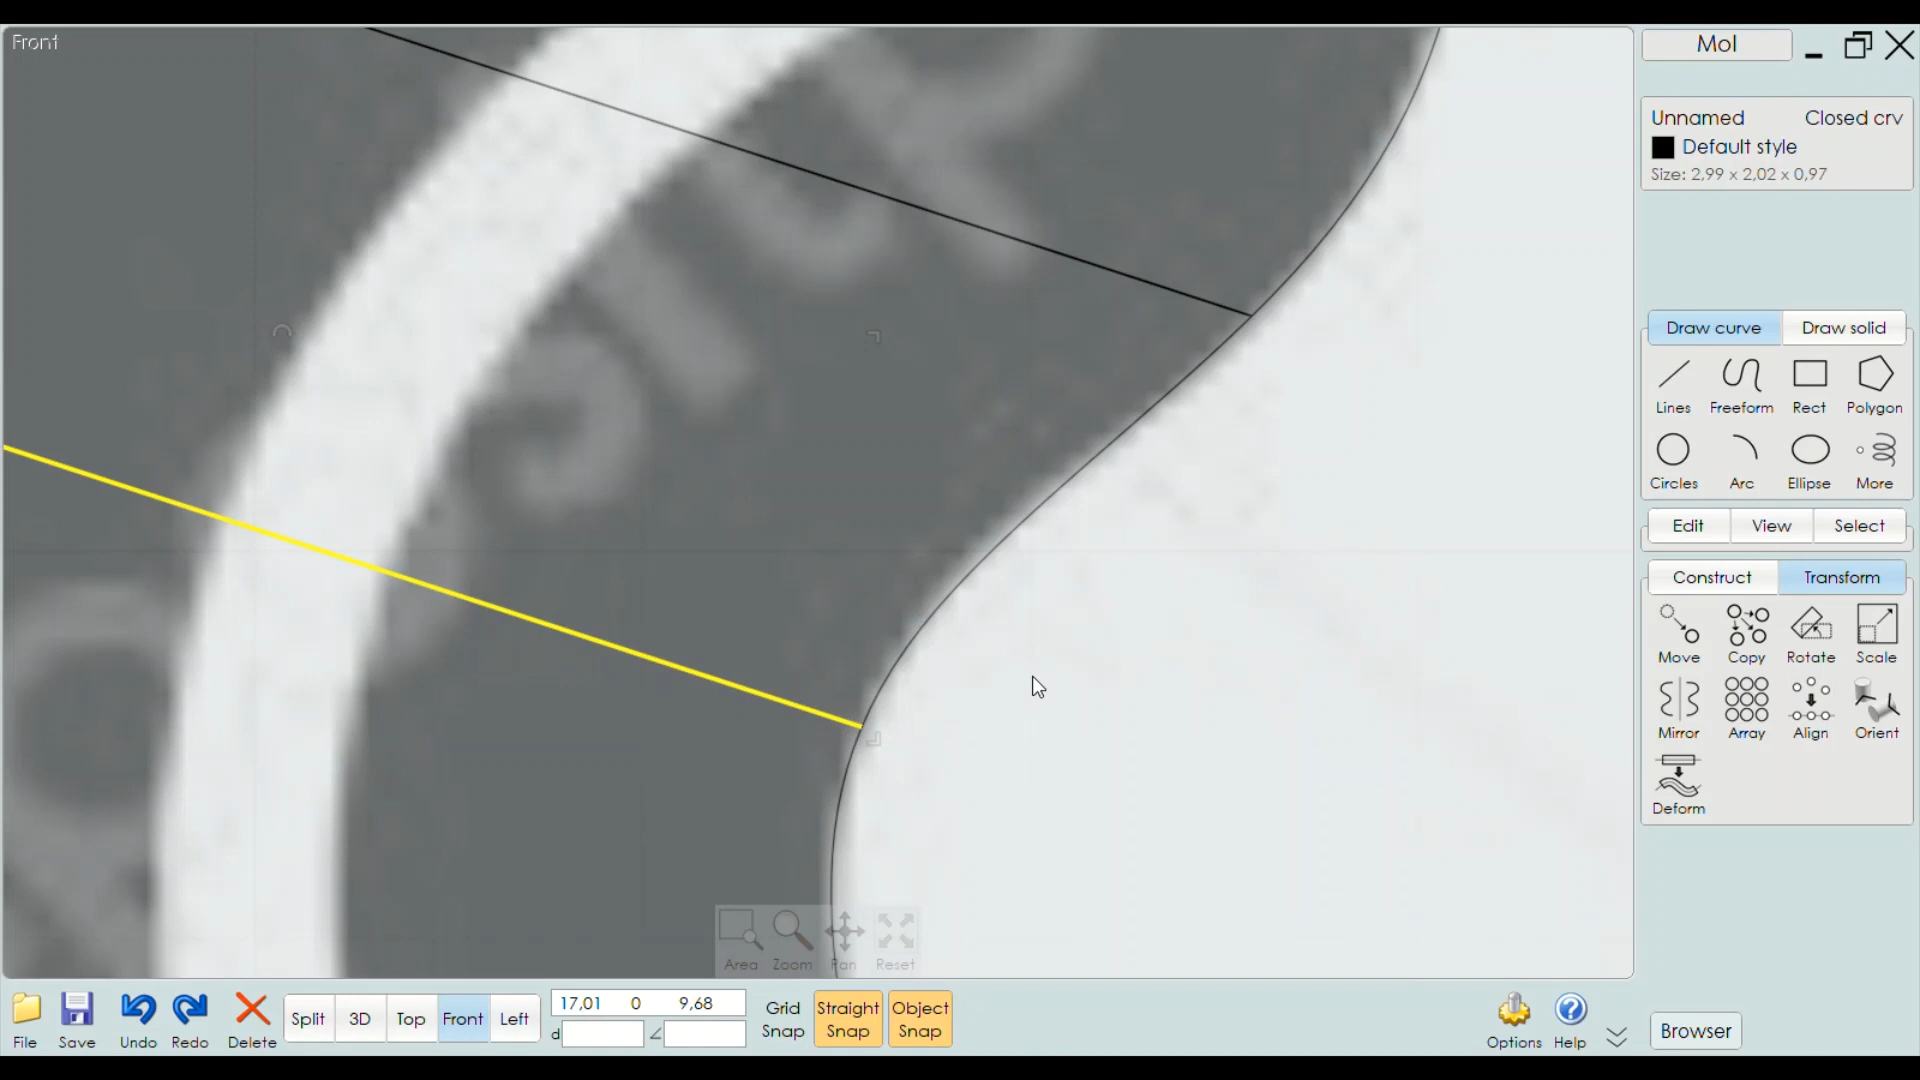 Front
MoI
Unnamed Closed crv
Default style
Size: 2,99 x 2,02 x 0,97
Draw curve Draw solid
Lines Freeform Rect Polygon
Circles Arc Ellipse More
Edit View Select
Construct Transform
Move Copy Rotate Scale
Mirror Array Align Orient
Deform
Area Zoom Pan Reset
File Save Undo Redo Delete
Split 3D Top Front Left
17,01 0 9,68
d ∠
Grid Snap
Straight Snap
Object Snap
Options Help
Browser